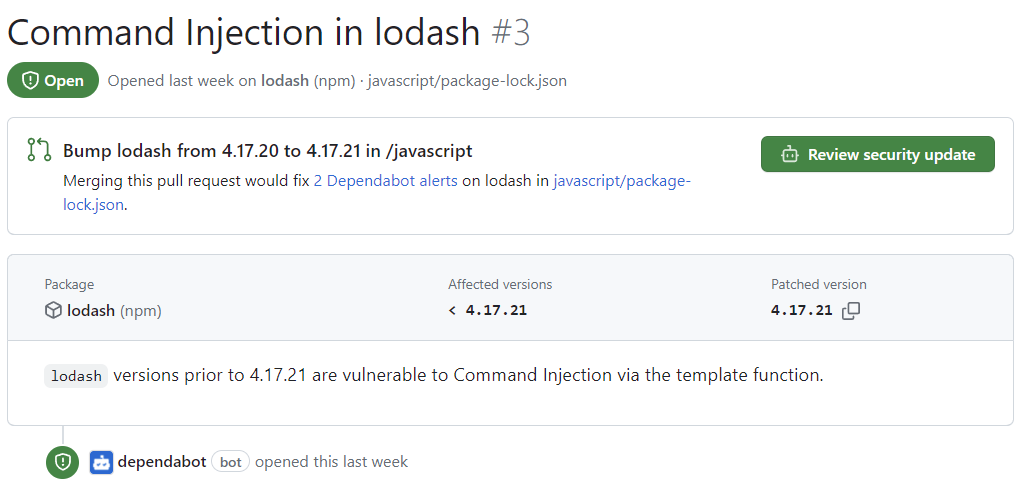 Command Injection in lodash #3
Open Opened last week on lodash (npm) · javascript/package-lock.json
Bump lodash from 4.17.20 to 4.17.21 in /javascript
Review security update
Merging this pull request would fix 2 Dependabot alerts on lodash in javascript/package-
lock.json.
Package Affected versions Patched version
lodash (npm) < 4.17.21 4.17.21
lodash versions prior to 4.17.21 are vulnerable to Command Injection via the template function.
dependabot bot opened this last week